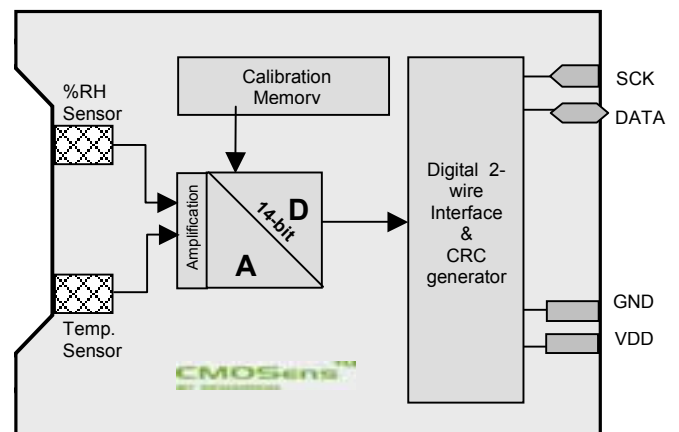 %RH
Sensor
Calibration
Memory
Amplification
14-bit
D
A
Digital 2-
wire
Interface
&
CRC
generator
SCK
DATA
GND
VDD
Temp.
Sensor
CMOSens™